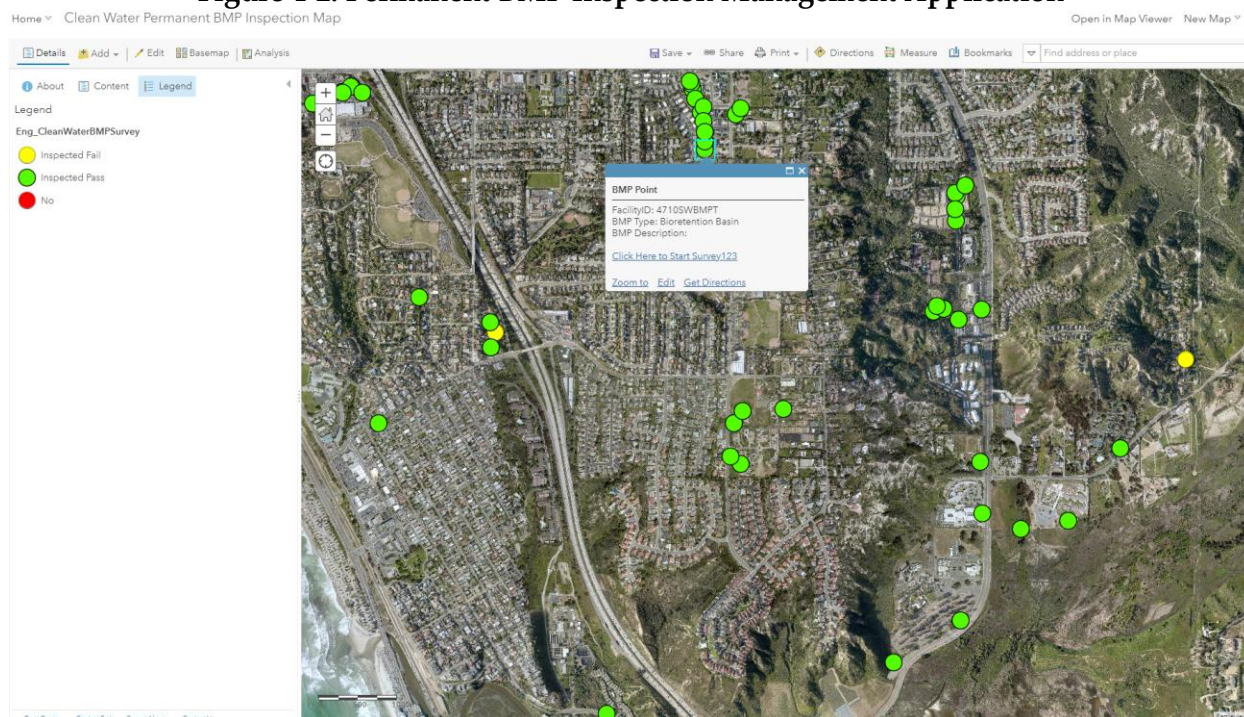 Home Clean Water Permanent BMP Inspection Map
Open in Map Viewer New Map
Details Add Edit Basemap Analysis
Save Share Print Directions Measure Bookmarks Find address or place
About Content Legend
Legend
Eng_CleanWaterBMPSurvey
Inspected Fail
Inspected Pass
No
BMP Point
FacilityID: 4710SWBMPT
BMP Type: Bioretention Basin
BMP Description:
Click Here to Start Survey123
Zoom to Edit Get Directions